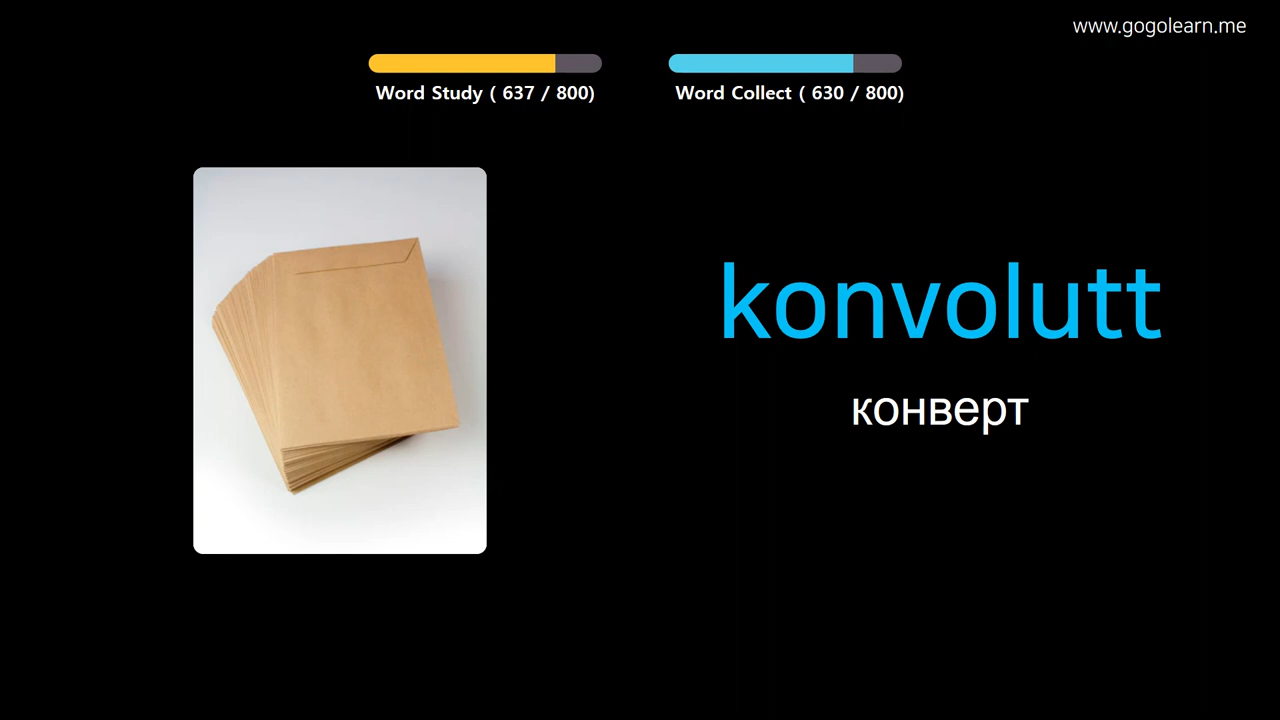 www.gogolearn.me
Word Study ( 637 / 800)
Word Collect ( 630 / 800)
konvolutt
конверт